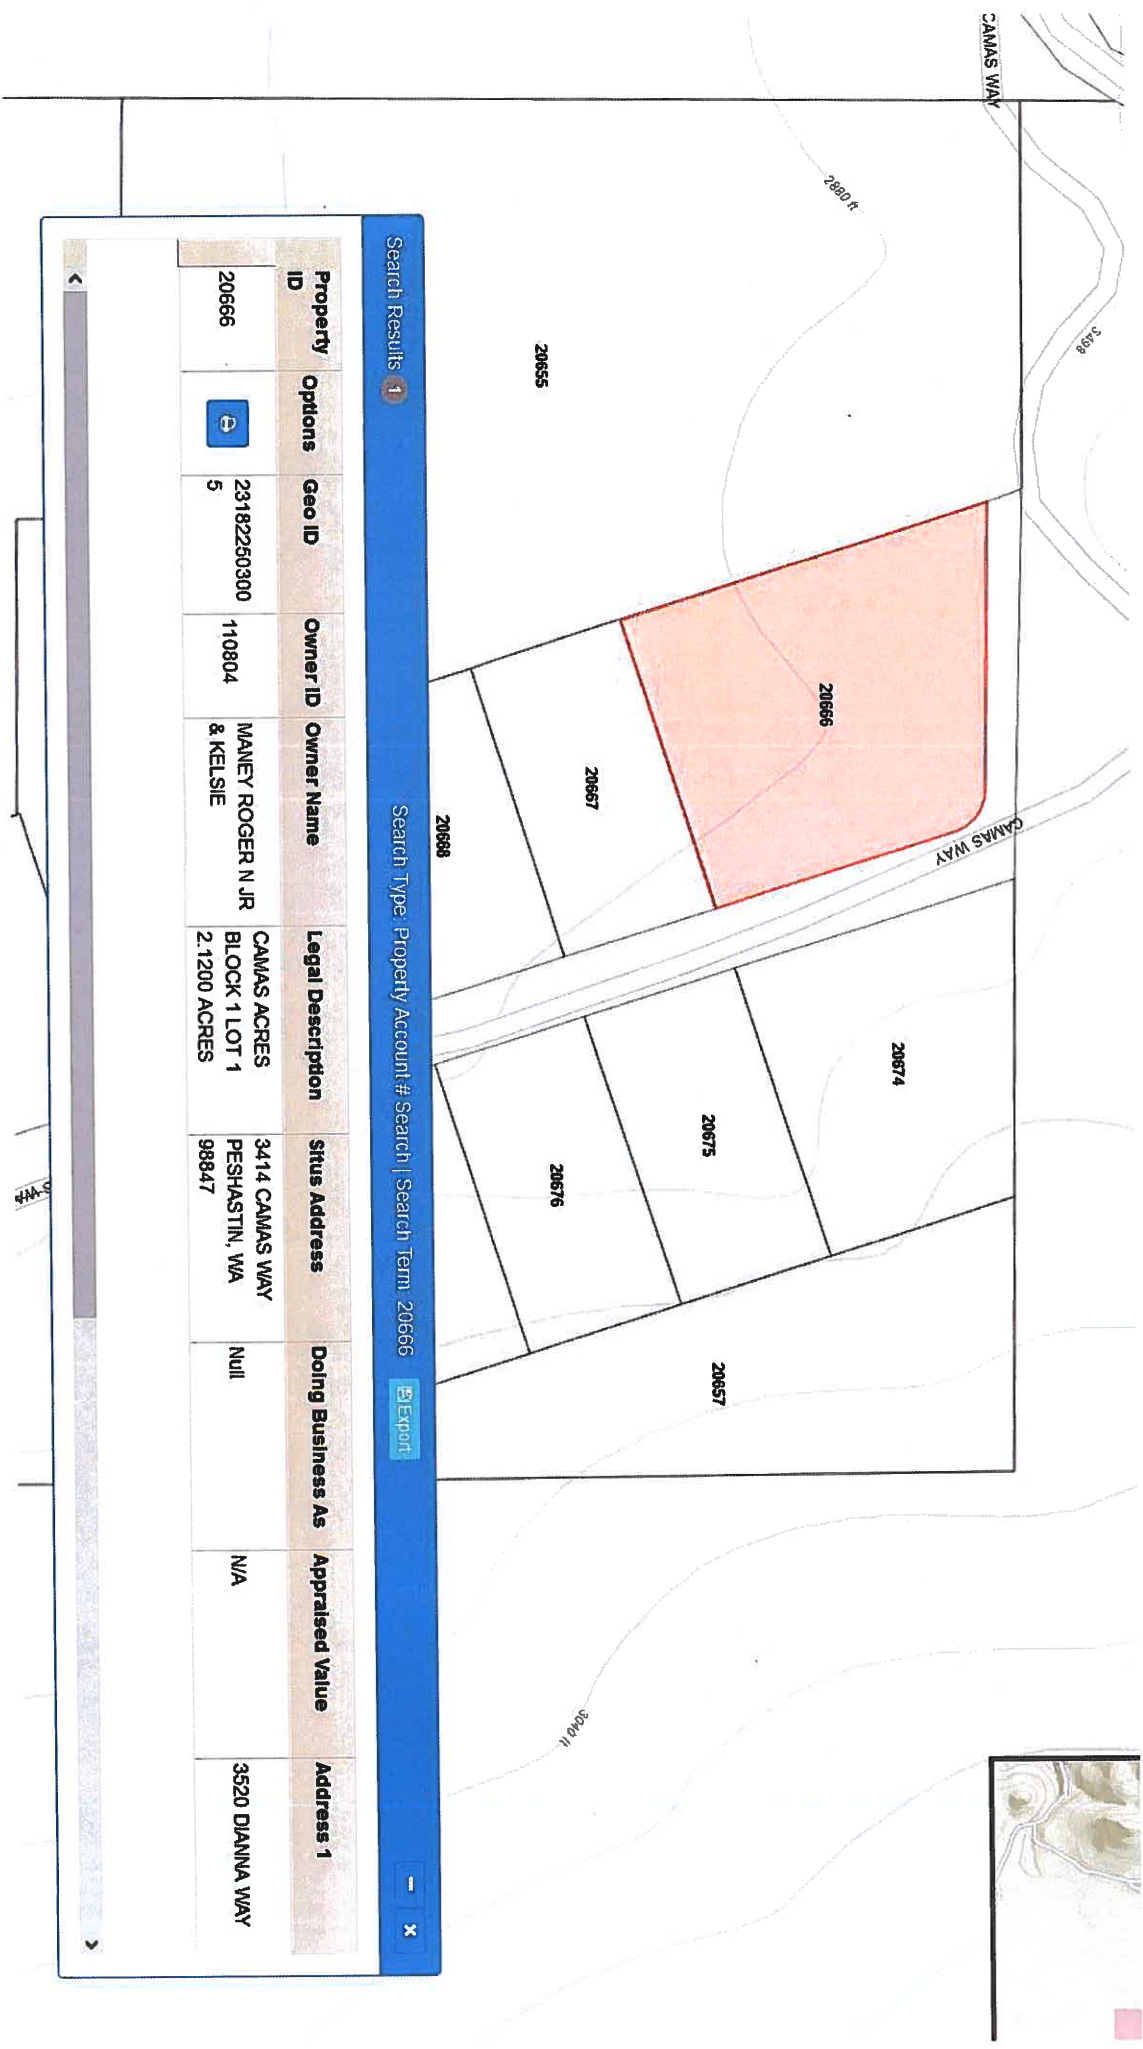 CAMAS WAY
3498
2880 ft
20655
20666
CAMAS WAY
20667
20668
20674
20675
20676
20657
3040 ft
Search Results 1
Search Type: Property Account # Search | Search Term: 20666
Export
Property ID
Options
Geo ID
Owner ID
Owner Name
Legal Description
Situs Address
Doing Business As
Appraised Value
Address 1
20666
23182250300
5
110804
MANEY ROGER N JR
& KELSIE
CAMAS ACRES
BLOCK 1 LOT 1
2.1200 ACRES
3414 CAMAS WAY
PESHASTIN, WA
98847
Null
N/A
3520 DIANNA WAY